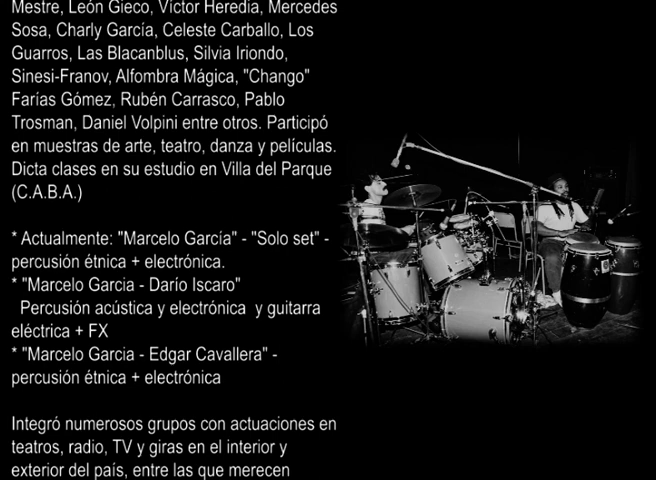 Mestre, León Gieco, Víctor Heredia, Mercedes
Sosa, Charly García, Celeste Carballo, Los
Guarros, Las Blacanblus, Silvia Iriondo,
Sinesi-Franov, Alfombra Mágica, "Chango"
Farías Gómez, Rubén Carrasco, Pablo
Trosman, Daniel Volpini entre otros. Participó
en muestras de arte, teatro, danza y películas.
Dicta clases en su estudio en Villa del Parque
(C.A.B.A.)
* Actualmente: "Marcelo García" - "Solo set" -
percusión étnica + electrónica.
* "Marcelo Garcia - Darío Iscaro"
Percusión acústica y electrónica y guitarra
eléctrica + FX
* "Marcelo Garcia - Edgar Cavallera" -
percusión étnica + electrónica
Integró numerosos grupos con actuaciones en
teatros, radio, TV y giras en el interior y
exterior del país, entre las que merecen